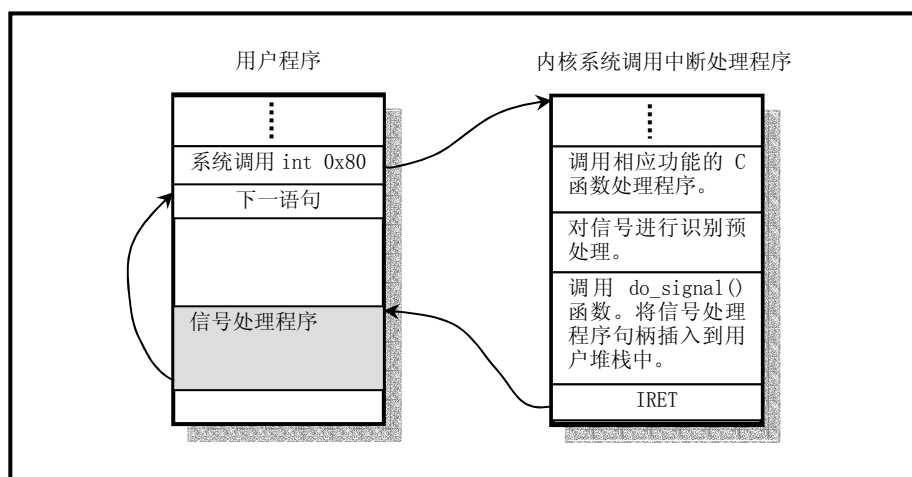 用户程序
系统调用 int 0x80
下一语句
信号处理程序
内核系统调用中断处理程序
调用相应功能的 C
函数处理程序。
对信号进行识别预
处理。
调用 do_signal()
函数。将信号处理
程序句柄插入到用
户堆栈中。
IRET